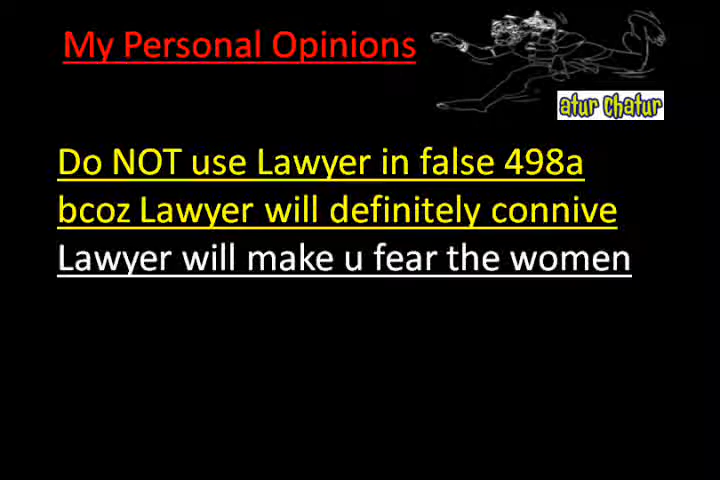 My Personal Opinions
atur chatur
Do NOT use Lawyer in false 498a
bcoz Lawyer will definitely connive
Lawyer will make u fear the women